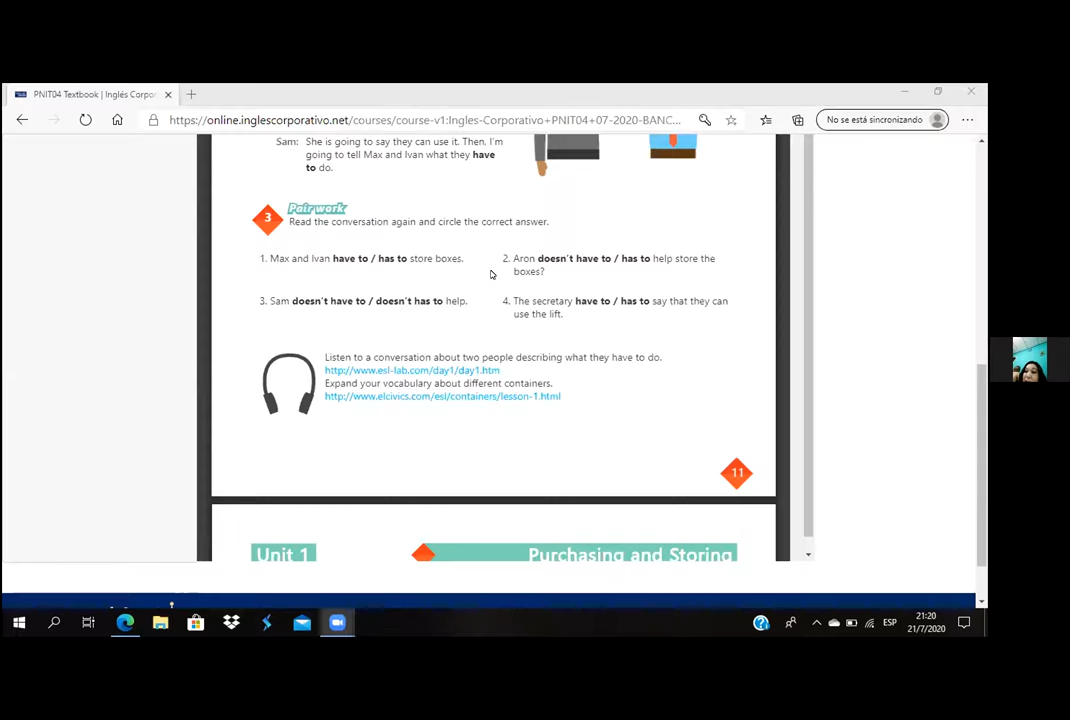 PNIT04 Textbook | Inglés Corpor
https://online.inglescorporativo.net/courses/course-v1:Ingles-Corporativo+PNIT04+07-2020-BANC...
No se está sincronizando
Sam: She is going to say they can use it. Then, I'm
going to tell Max and Ivan what they have
to do.
3
Pair work
Read the conversation again and circle the correct answer.
1. Max and Ivan have to / has to store boxes.
2. Aron doesn't have to / has to help store the
boxes?
3. Sam doesn't have to / doesn't has to help.
4. The secretary have to / has to say that they can
use the lift.
Listen to a conversation about two people describing what they have to do.
http://www.esl-lab.com/day1/day1.htm
Expand your vocabulary about different containers.
http://www.elcivics.com/esl/containers/lesson-1.html
11
Unit 1
Purchasing and Storing
ESP
21:20
21/7/2020